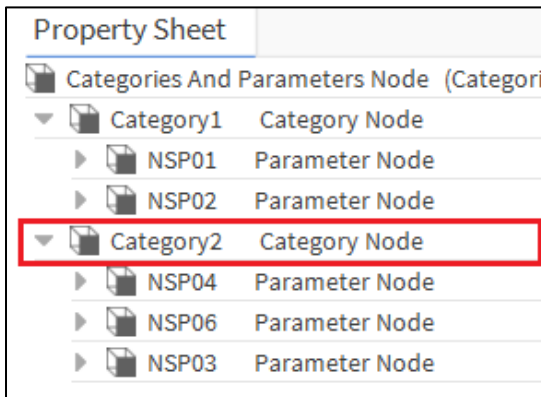 Property Sheet
Categories And Parameters Node (Categori
Category1 Category Node
NSP01 Parameter Node
NSP02 Parameter Node
Category2 Category Node
NSP04 Parameter Node
NSP06 Parameter Node
NSP03 Parameter Node